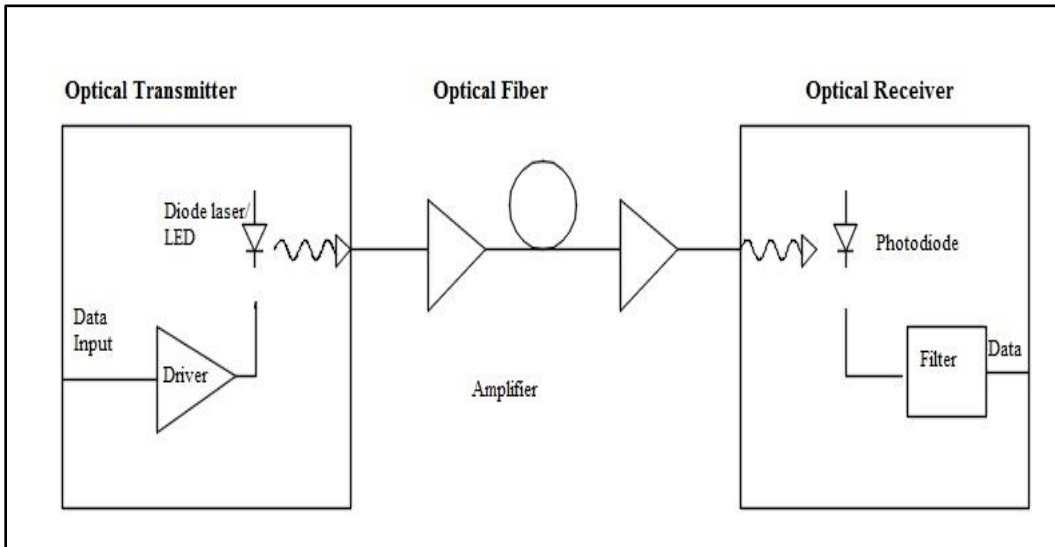 Optical Transmitter
Optical Fiber
Optical Receiver
Diode laser/
LED
Photodiode
Data
Input
Driver
Amplifier
Filter
Data